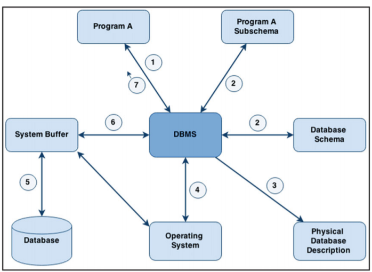 Program A
Program A
Subschema
1
7
2
System Buffer
6
DBMS
2
Database
Schema
5
4
3
Database
Operating
System
Physical
Database
Description